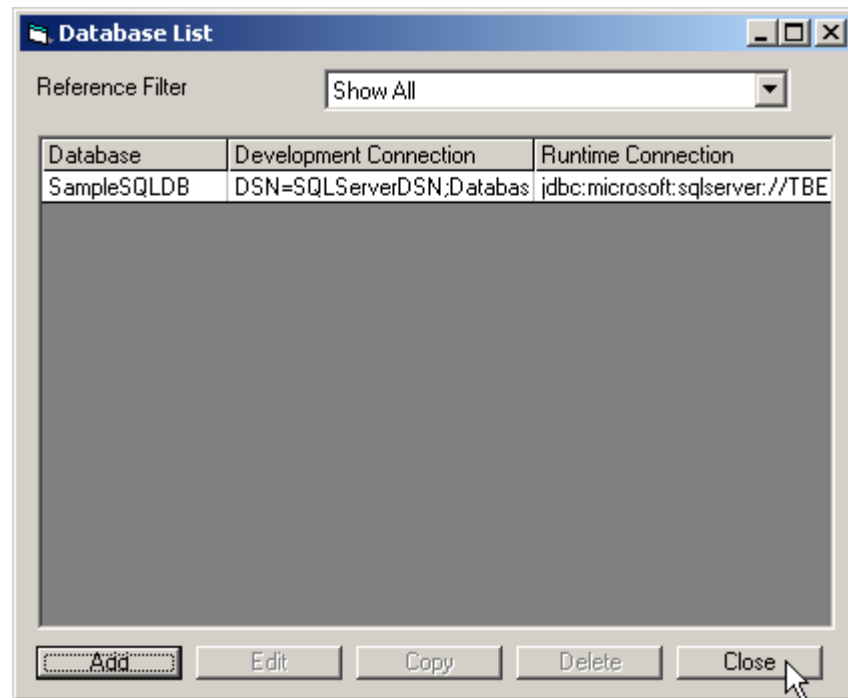 Database List
Reference Filter Show All
Database Development Connection Runtime Connection
SampleSQLDB DSN=SQLServerDSN;Databas jdbc:microsoft:sqlserver://TBE
Add Edit Copy Delete Close